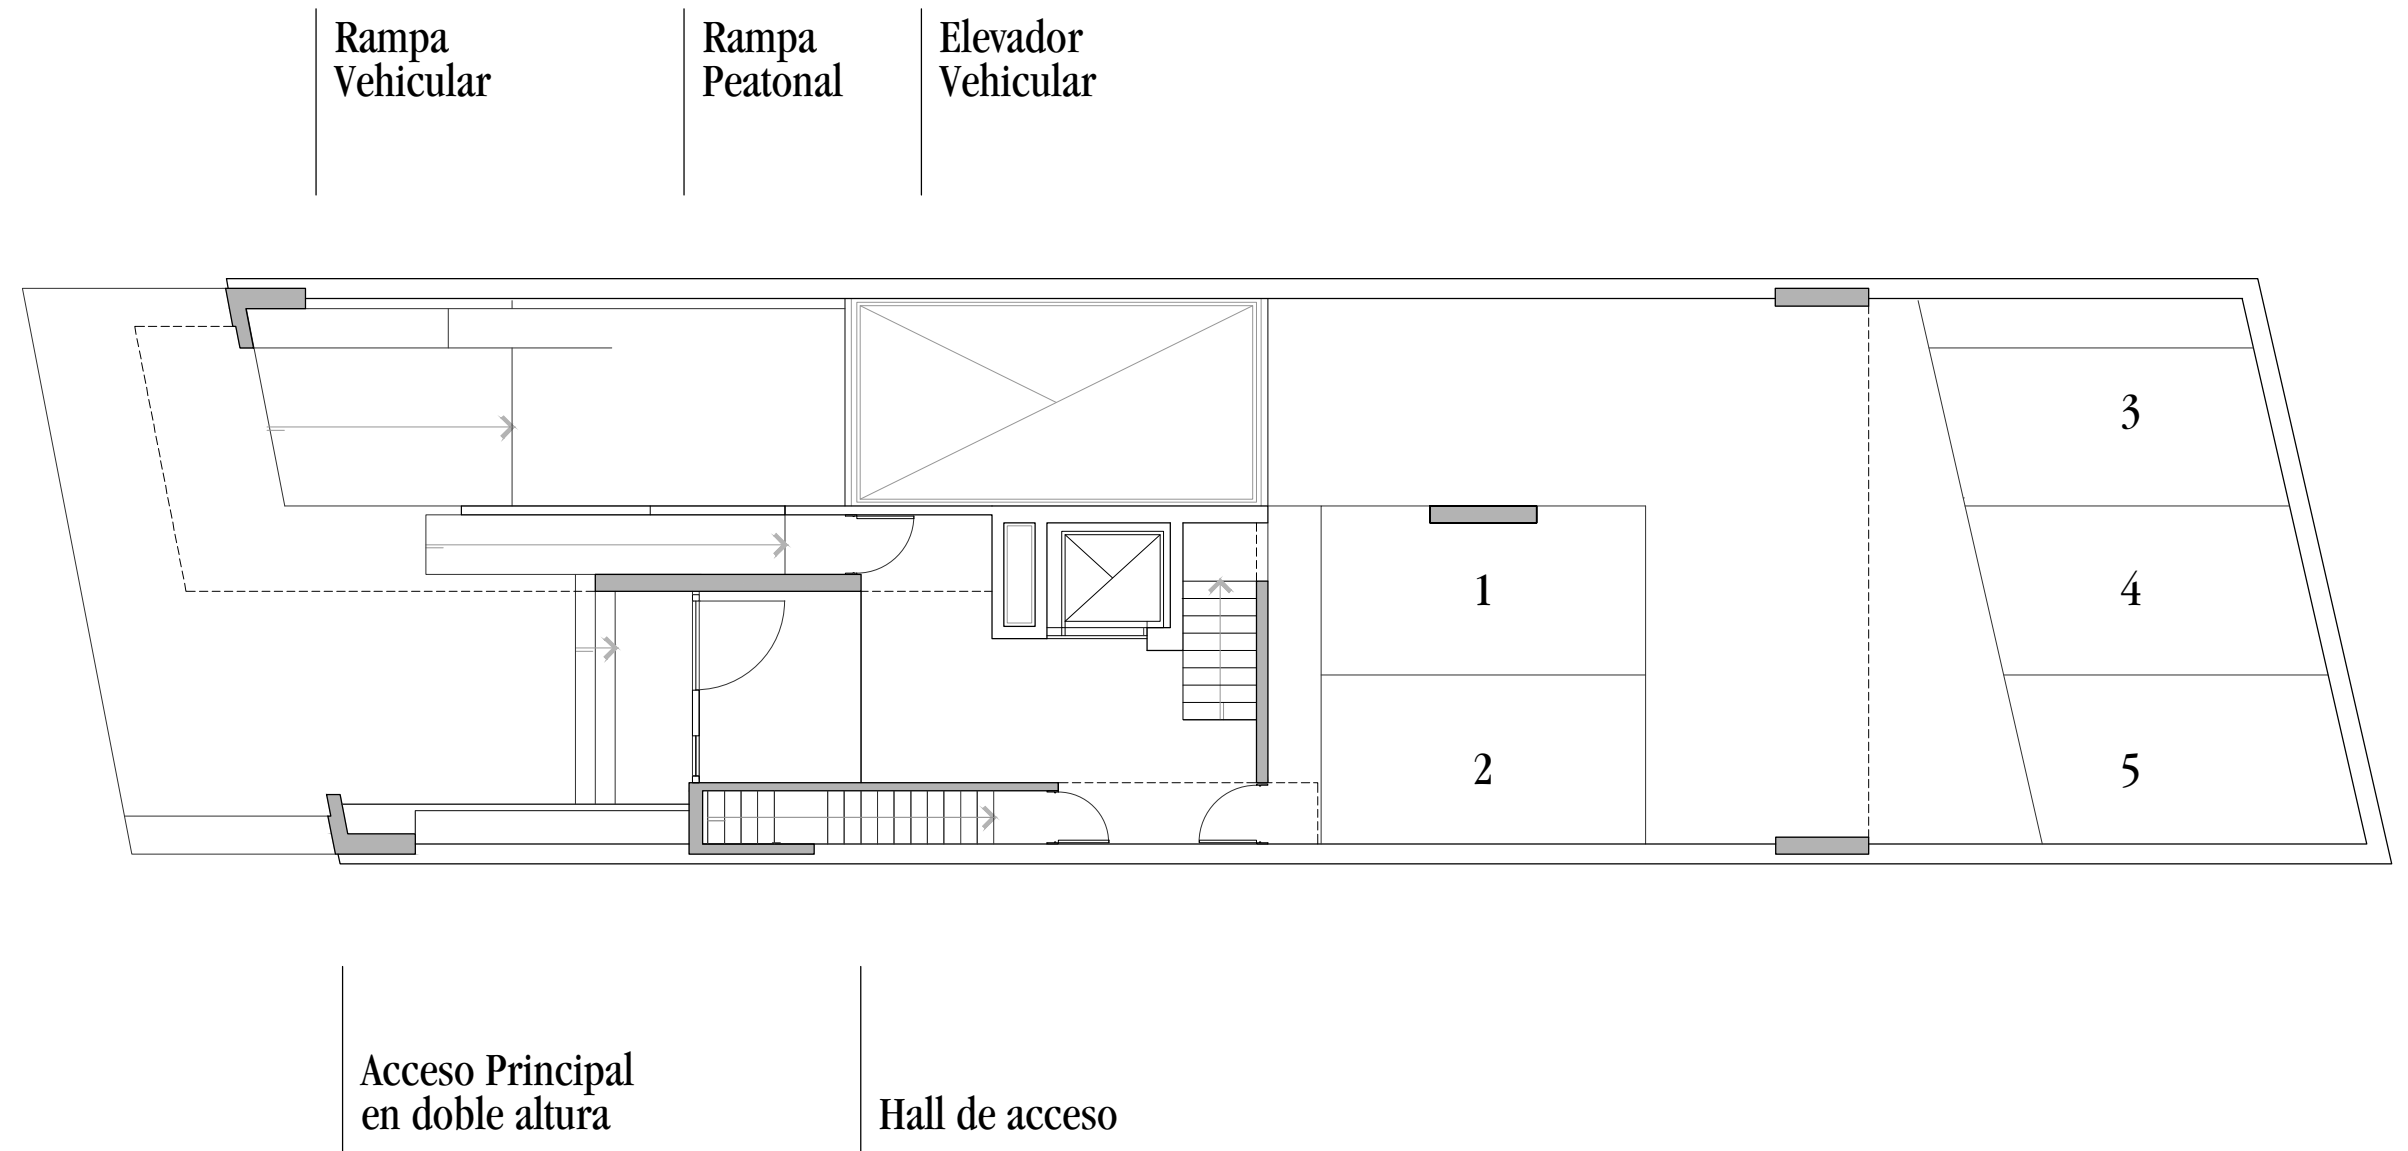 Rampa
Vehicular
Rampa
Peatonal
Elevador
Vehicular
3
1
4
2
5
Acceso Principal
en doble altura
Hall de acceso